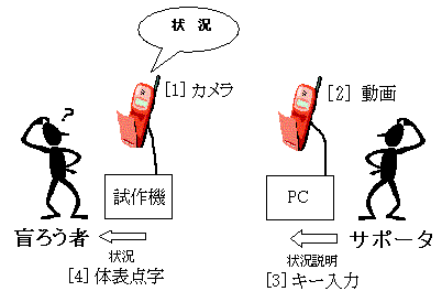 状 況
[1] カメラ
[2] 動画
?
試作機
PC
盲ろう者
サポータ
状況
状況説明
[4] 体表点字
[3] キー入力